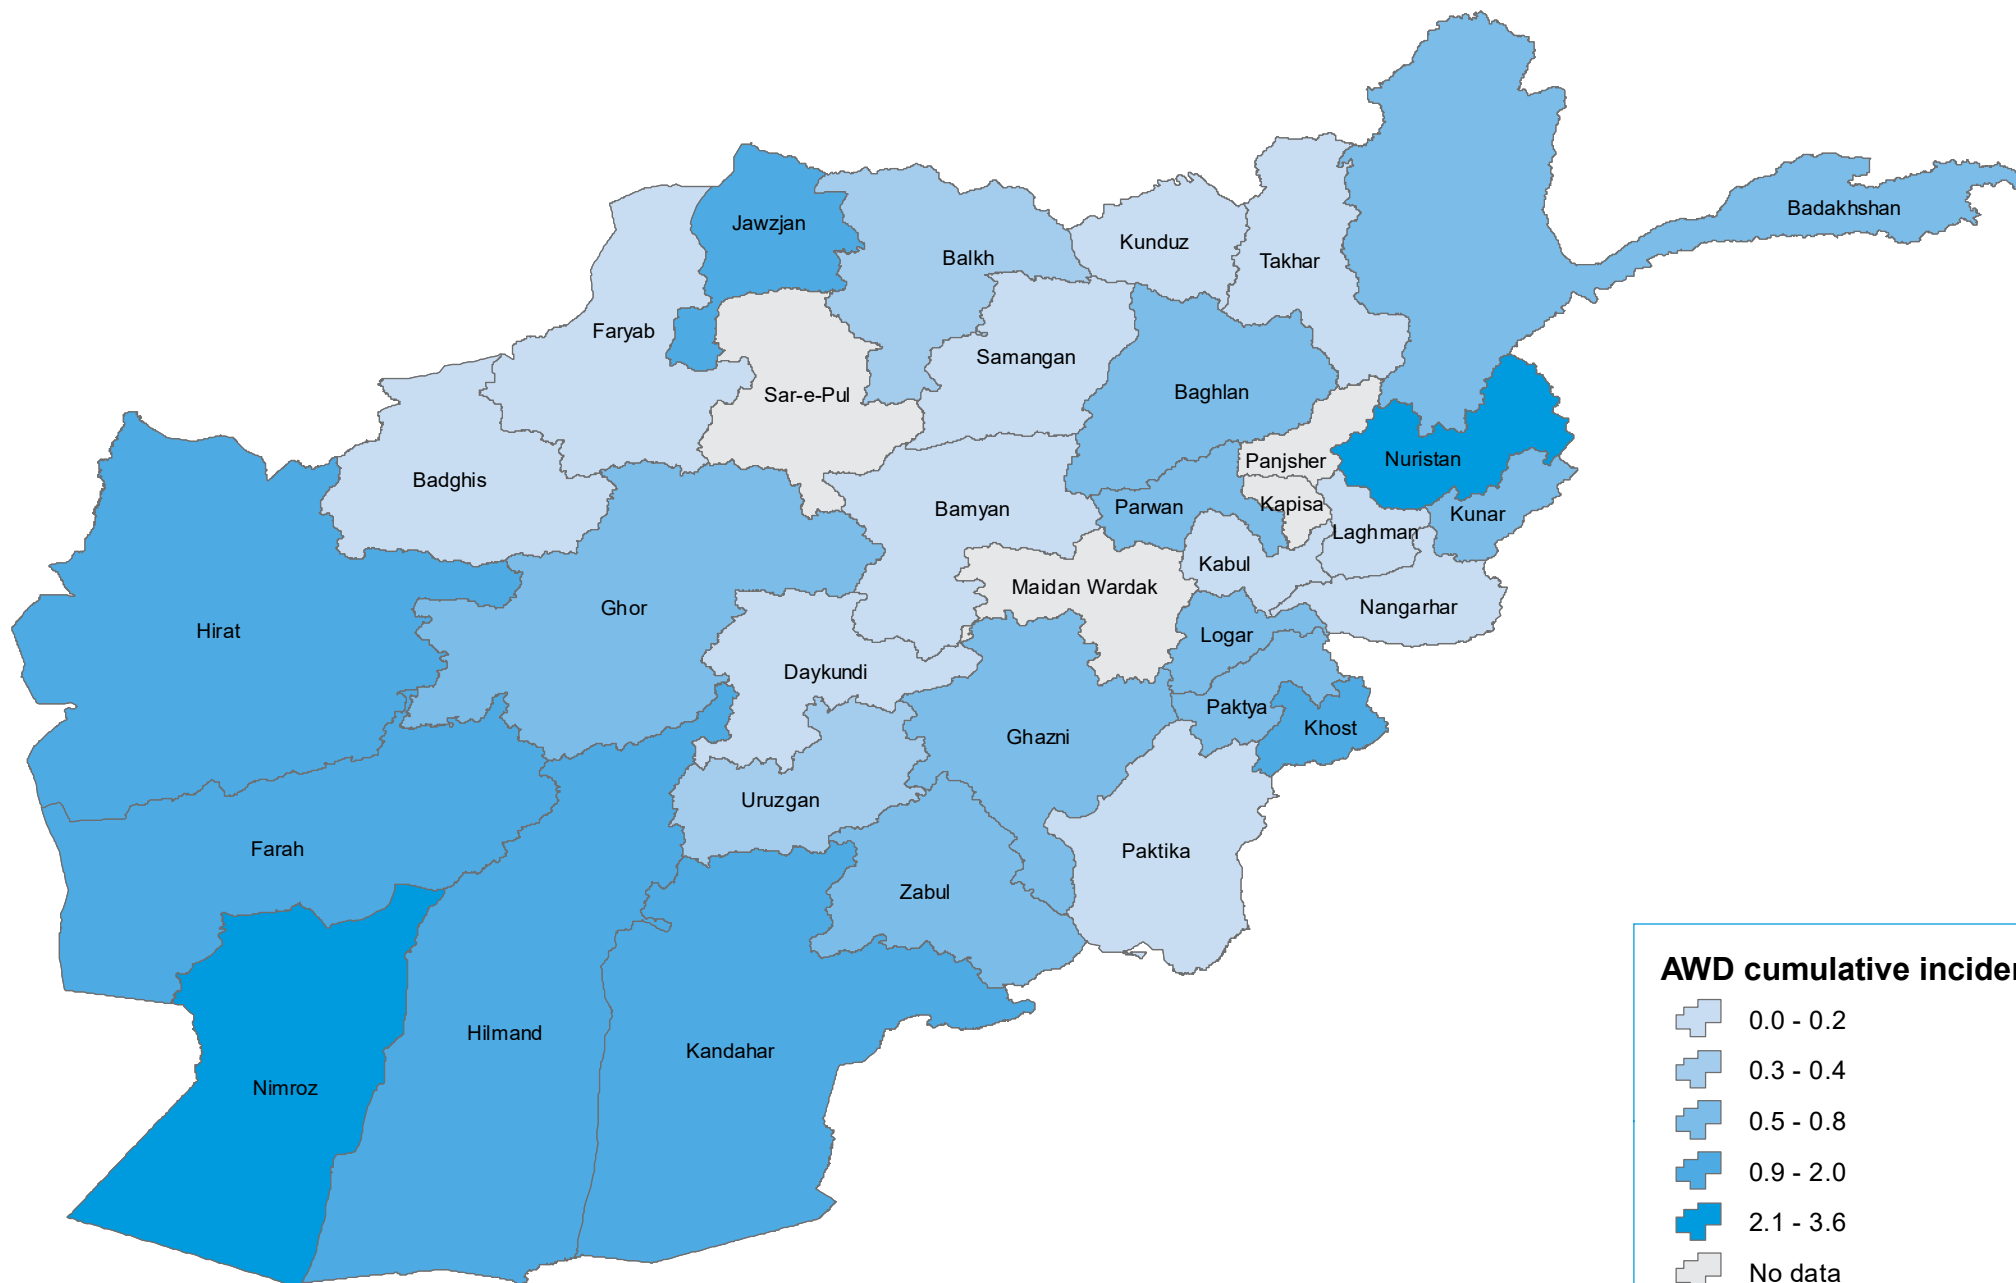 Badakhshan
Jawzjan
Kunduz
Balkh
Takhar
Faryab
Samangan
Sar-e-Pul
Baghlan
Badghis
Panjsher
Nuristan
Bamyan
Parwan
Kapisa
Kunar
Laghman
Kabul
Maidan Wardak
Nangarhar
Hirat
Ghor
Logar
Daykundi
Paktya
Khost
Ghazni
Uruzgan
Farah
Paktika
Zabul
Hilmand
Kandahar
Nimroz
AWD cumulative
0.0 - 0.2
0.3 - 0.4
0.5 - 0.8
0.9 - 2.0
2.1 - 3.6
No data